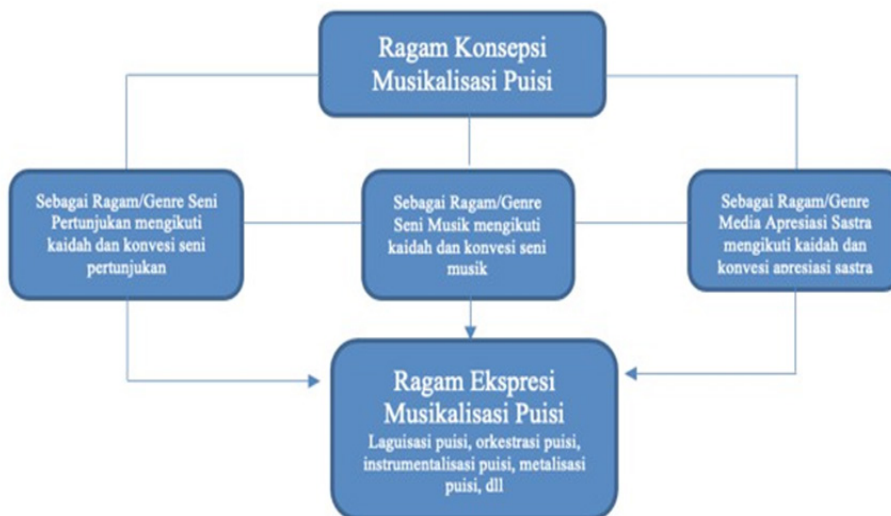 Ragam Konsepsi
Musikalisasi Puisi
Sebagai Ragam/Genre Seni
Pertunjukan mengikuti
kaidah dan konvesi seni
pertunjukan
Sebagai Ragam/Genre
Seni Musik mengikuti
kaidah dan konvesi seni
musik
Sebagai Ragam/Genre
Media Apresiasi Sastra
mengikuti kaidah dan
konvesi apresiasi sastra
Ragam Ekspresi
Musikalisasi Puisi
Laguisasi puisi, orkestrasi puisi,
instrumentalisasi puisi, metalisasi
puisi, dll